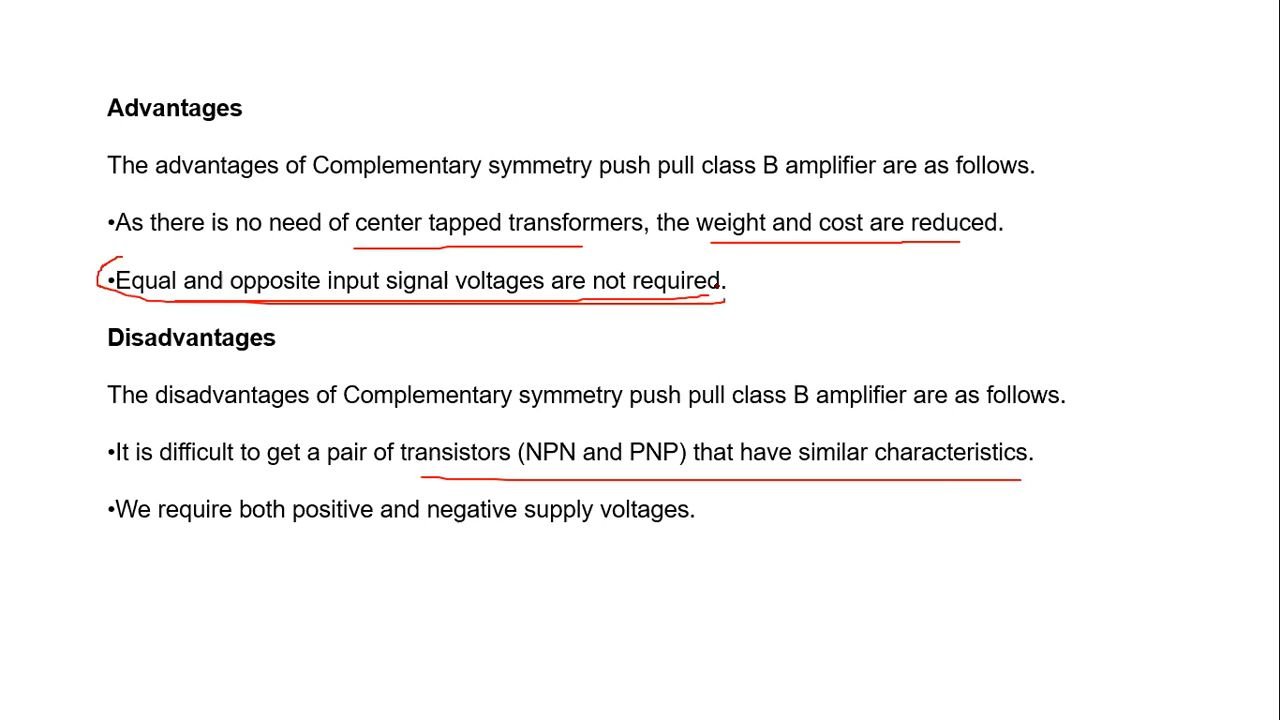 Advantages
The advantages of Complementary symmetry push pull class B amplifier are as follows.
•As there is no need of center tapped transformers, the weight and cost are reduced.
•Equal and opposite input signal voltages are not required.
Disadvantages
The disadvantages of Complementary symmetry push pull class B amplifier are as follows.
•It is difficult to get a pair of transistors (NPN and PNP) that have similar characteristics.
•We require both positive and negative supply voltages.